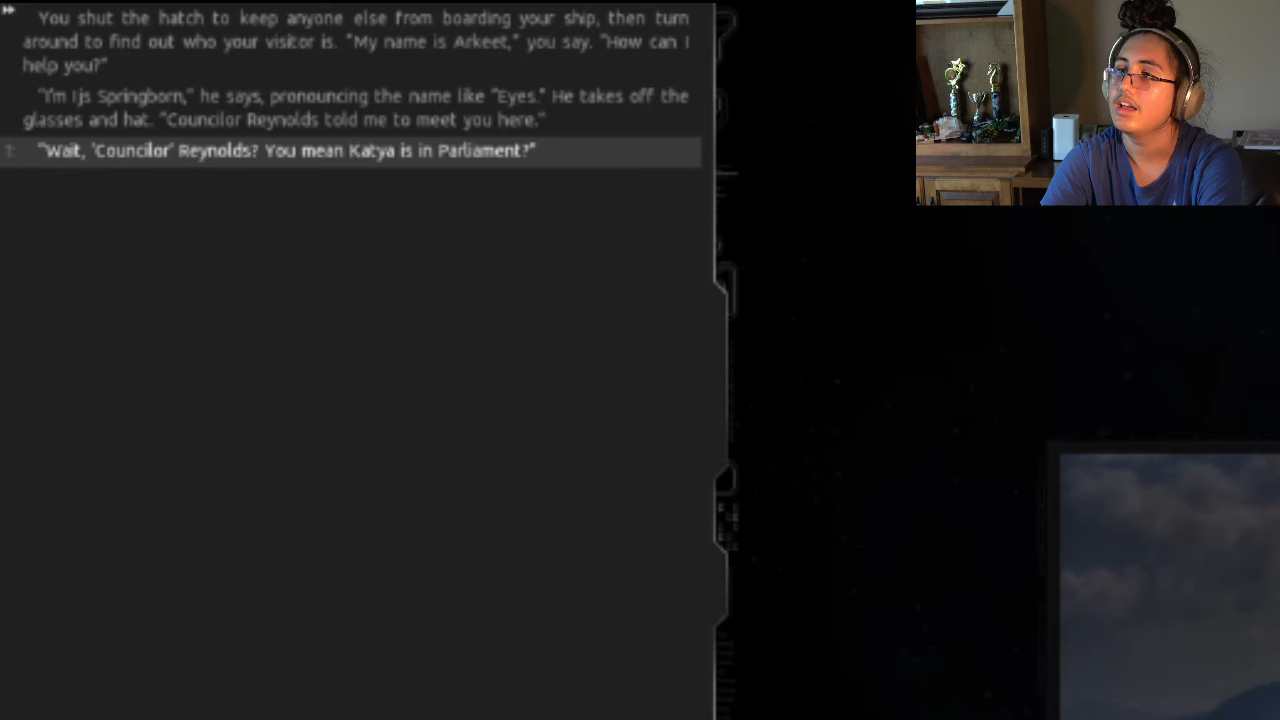 You shut the hatch to keep anyone else from boarding your ship, then turn
around to find out who your visitor is. "My name is Arkeet," you say. "How can I
help you?"
"I'm Ijs Springborn," he says, pronouncing the name like "Eyes." He takes off the
glasses and hat. "Councilor Reynolds told me to meet you here."
1: "Wait, 'Councilor' Reynolds? You mean Katya is in Parliament?"